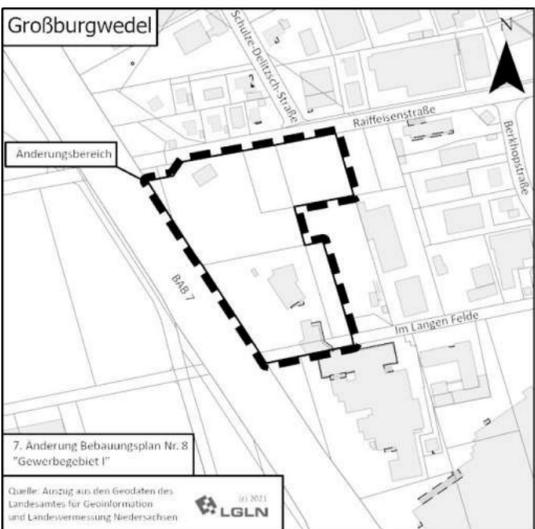 Großburgwedel
N
Schulze-Delitzsch-Straße
Raiffeisenstraße
Berkhopstraße
Änderungsbereich
BAB 7
Im Langen Felde
7. Änderung Bebauungsplan Nr. 8
"Gewerbegebiet I"
Quelle: Auszug aus den Geodaten des
Landesamtes für Geoinformation
und Landesvermessung Niedersachsen
(c) 2021
LGLN